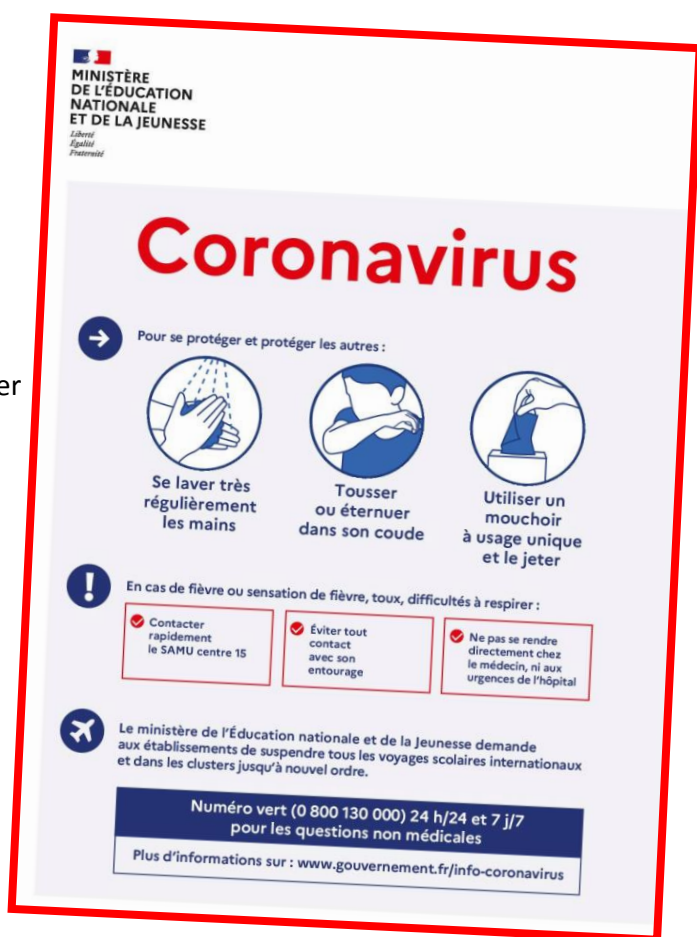 MINISTÈRE
DE L'ÉDUCATION
NATIONALE
ET DE LA JEUNESSE
Liberté
Égalité
Fraternité
Coronavirus
Pour se protéger et protéger les autres :
er
Se laver très
régulièrement
les mains
Tousser
ou éternuer
dans son coude
Utiliser un
mouchoir
à usage unique
et le jeter
En cas de fièvre ou sensation de fièvre, toux, difficultés à respirer :
Contacter
rapidement
le SAMU centre 15
Éviter tout
contact
avec son
entourage
Ne pas se rendre
directement chez
le médecin, ni aux
urgences de l'hôpital
Le ministère de l'Éducation nationale et de la Jeunesse demande
aux établissements de suspendre tous les voyages scolaires internationaux
et dans les clusters jusqu'à nouvel ordre.
Numéro vert (0 800 130 000) 24 h/24 et 7 j/7
pour les questions non médicales
Plus d'informations sur : www.gouvernement.fr/info-coronavirus